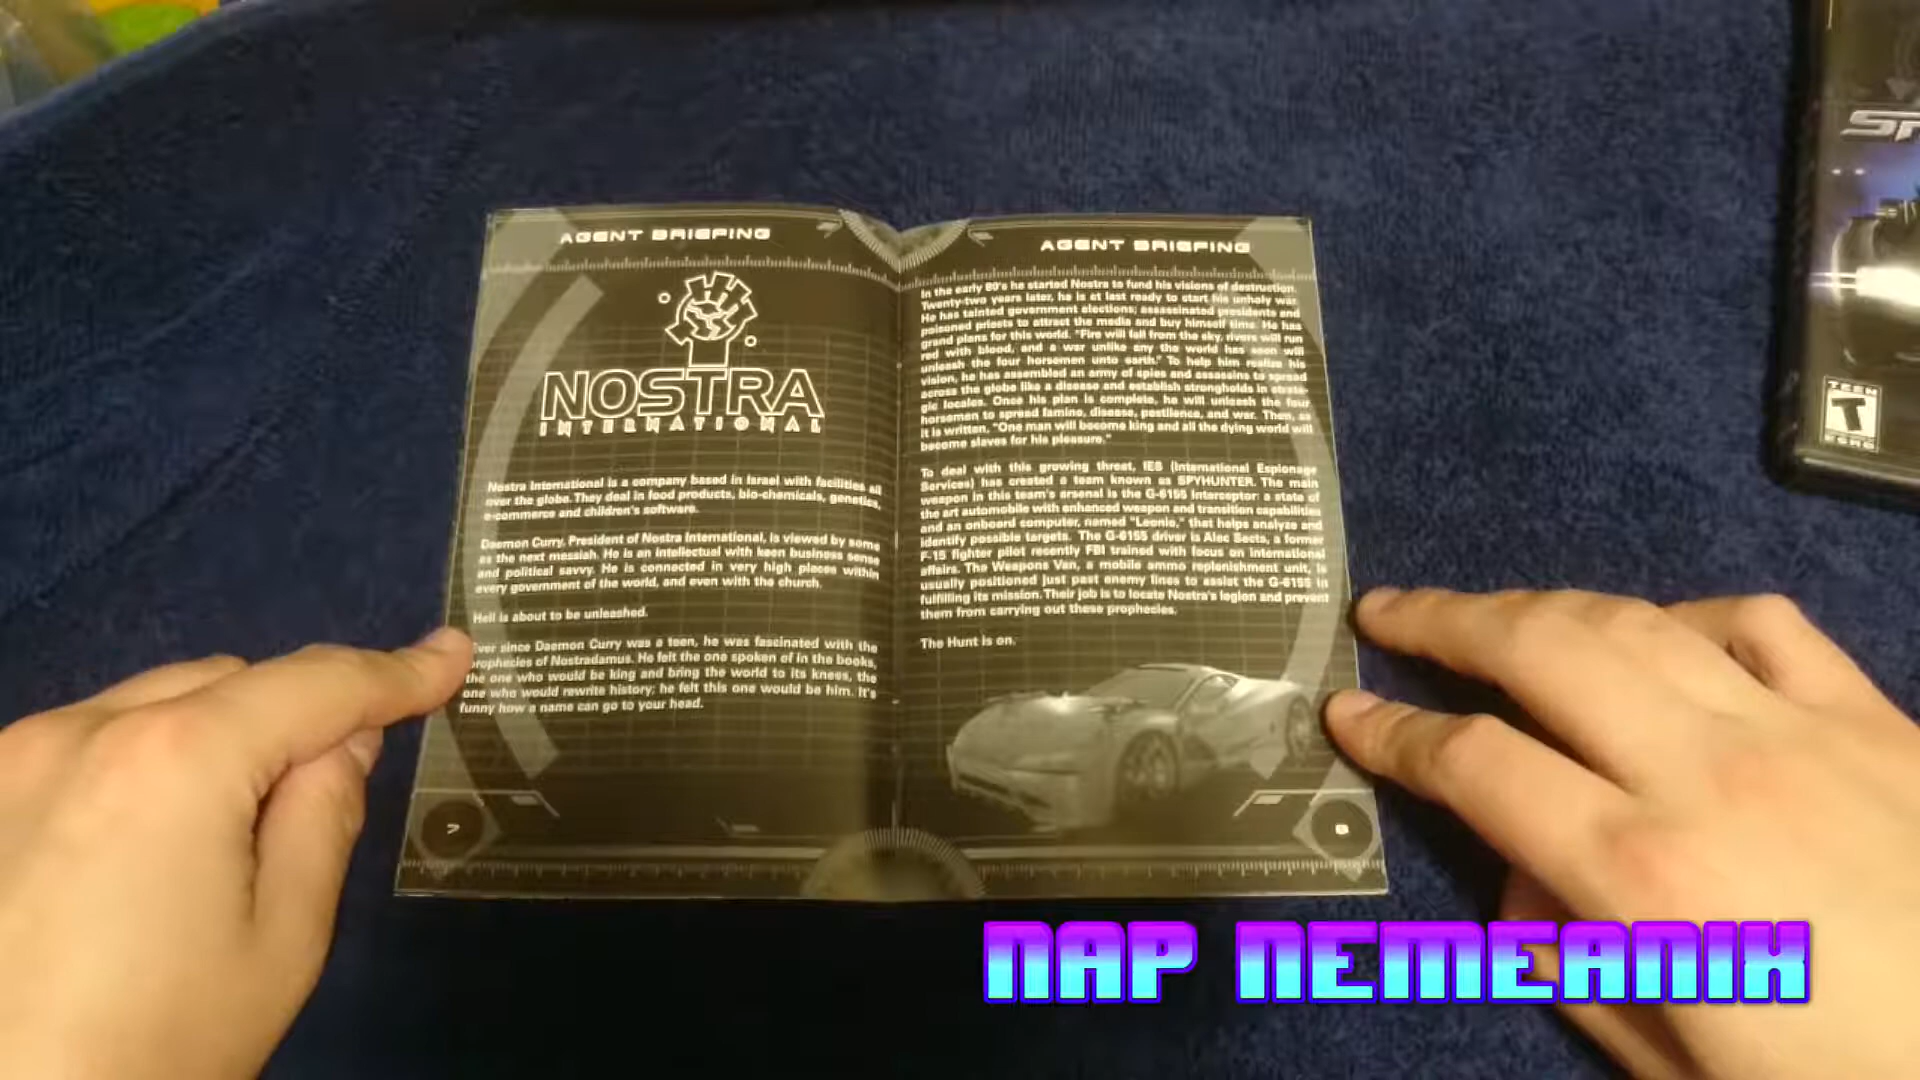 AGENT BRIEFING
NOSTRA
INTERNATIONAL
Nostra International is a company based in Israel with facilities all
over the globe. They deal in food products, bio-chemicals, genetics,
e-commerce and children's software.
Daemon Curry, President of Nostra International, is viewed by some
as the next messiah. He is an intellectual with keen business sense
and political savvy. He is connected in very high places within
every government of the world, and even with the church.
Hell is about to be unleashed.
Ever since Daemon Curry was a teen, he was fascinated with the
prophecies of Nostradamus. He felt the one spoken of in the books,
the one who would be king and bring the world to its knees, the
one who would rewrite history; he felt this one would be him. It's
funny how a name can go to your head.
7
AGENT BRIEFING
In the early 80's he started Nostra to fund his visions of destruction.
Twenty-two years later, he is at last ready to start his unholy war.
He has tainted government elections; assassinated presidents and
poisoned priests to attract the media and buy himself time. He has
grand plans for this world. "Fire will fall from the sky, rivers will run
red with blood, and a war unlike any the world has seen will
unleash the four horsemen unto earth." To help him realize his
vision, he has assembled an army of spies and assassins to spread
across the globe like a disease and establish strongholds in strate-
gic locales. Once his plan is complete, he will unleash the four
horsemen to spread famine, disease, pestilence, and war. Then, as
it is written, "One man will become king and all the dying world will
become slaves for his pleasure."
To deal with this growing threat, IES (International Espionage
Services) has created a team known as SPYHUNTER. The main
weapon in this team's arsenal is the G-6155 Interceptor: a state of
the art automobile with enhanced weapon and transition capabilities
and an onboard computer, named "Leonie," that helps analyze and
identify possible targets. The G-6155 driver is Alec Sects, a former
F-15 fighter pilot recently FBI trained with focus on international
affairs. The Weapons Van, a mobile ammo replenishment unit, is
usually positioned just past enemy lines to assist the G-6155 in
fulfilling its mission. Their job is to locate Nostra's legion and prevent
them from carrying out these prophecies.
The Hunt is on.
8
SP
TEEN
T
ESRB
NAP NEMEANIX